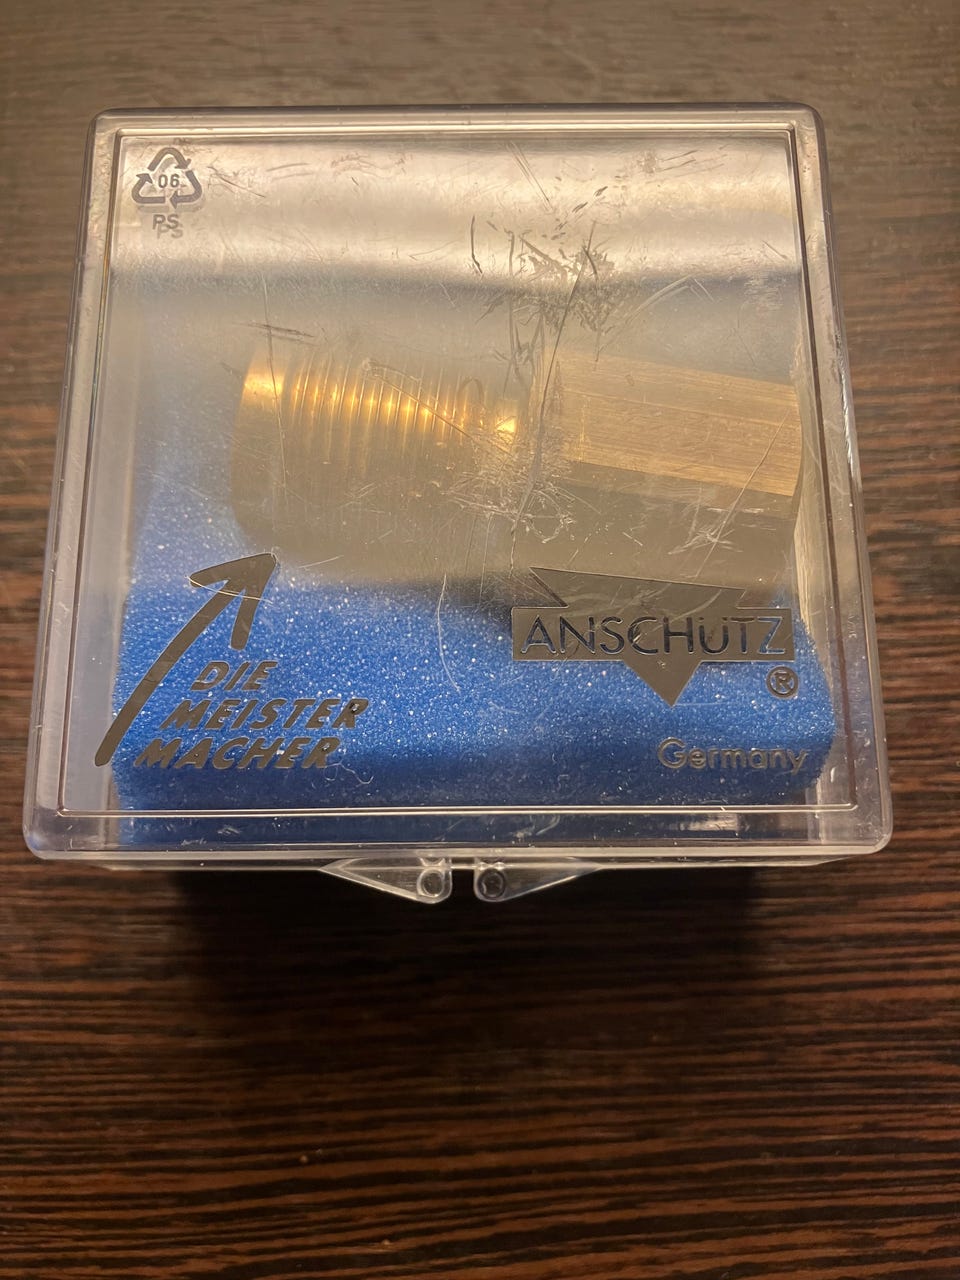 06
PS
DIE
MEISTER
MACHER
ANSCHÜTZ
®
Germany